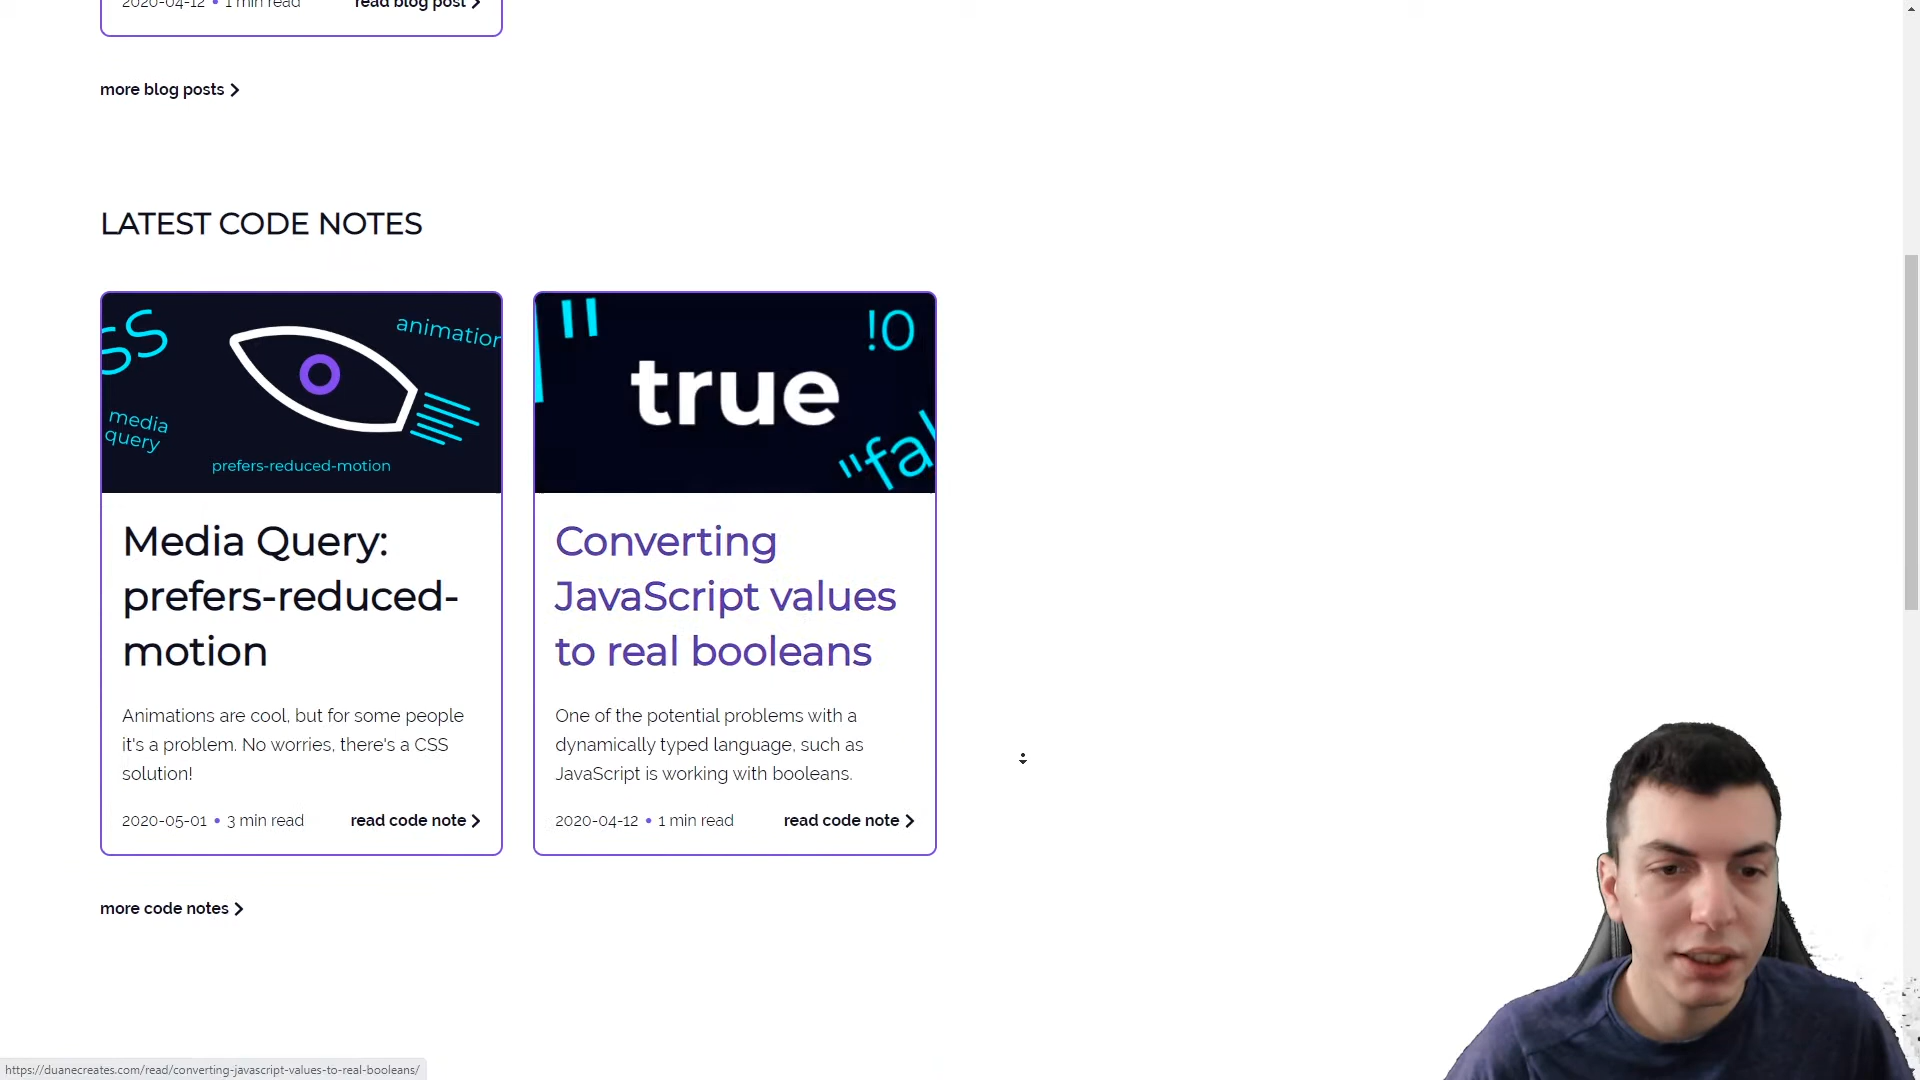 2020-04-12 • 1 min read read blog post
more blog posts
LATEST CODE NOTES
animation
media
query
prefers-reduced-motion
!0
true
Media Query:
prefers-reduced-
motion
Animations are cool, but for some people
it's a problem. No worries, there's a CSS
solution!
2020-05-01 • 3 min read read code note
Converting
JavaScript values
to real booleans
One of the potential problems with a
dynamically typed language, such as
JavaScript is working with booleans.
2020-04-12 • 1 min read read code note
more code notes
https://duanecreates.com/read/converting-javascript-values-to-real-booleans/